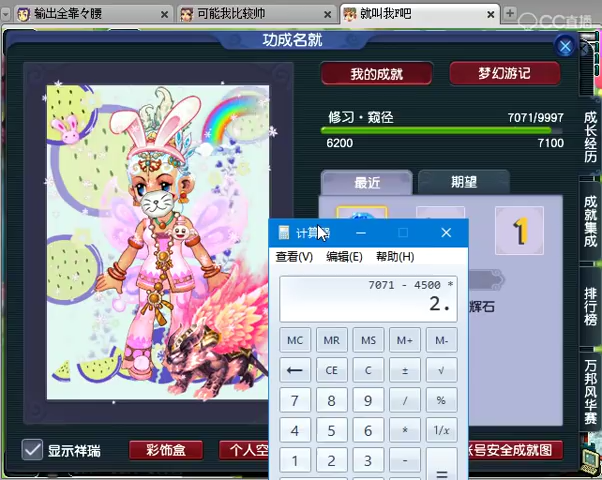 输出全靠々腰
可能我比较帅
就叫我ℱ吧
CC直播
功成名就
我的成就
梦幻游记
修习·窥径
7071/9997
6200
7100
最近
期望
1
辉石
计算器
查看(V) 编辑(E) 帮助(H)
7071 - 4500 *
2.
MC MR MS M+ M-
← CE C ± √
7 8 9 / %
4 5 6 * 1/x
1 2 3 - =
成长经历
成就集成
排行榜
万邦风华赛
显示祥瑞
彩饰盒
个人空
账号安全成就图